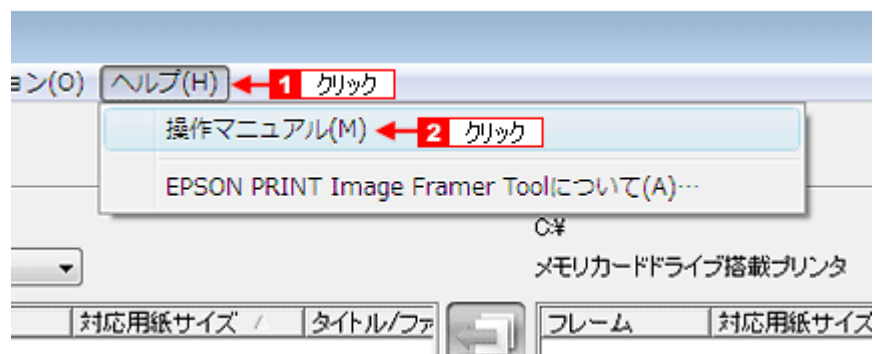 ョン(O) ヘルプ(H) 1 クリック
操作マニュアル(M) 2 クリック
EPSON PRINT Image Framer Toolについて(A)…
C:¥
メモリカードドライブ搭載プリンタ
対応用紙サイズ タイトル/ファ フレーム 対応用紙サイズ